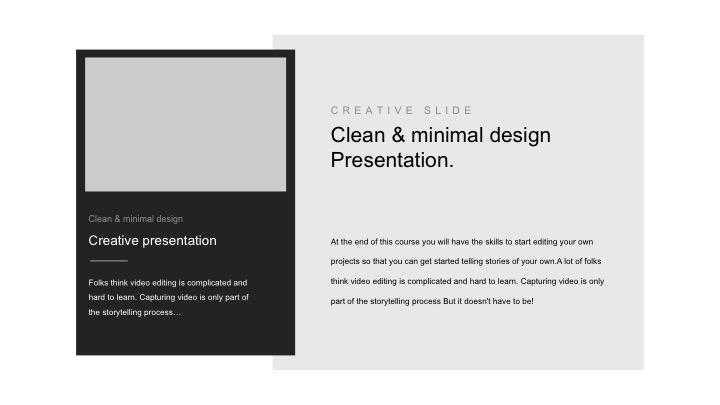 Clean & minimal design
Creative presentation
Folks think video editing is complicated and
hard to learn. Capturing video is only part of
the storytelling process…
CREATIVE SLIDE
Clean & minimal design
Presentation.
At the end of this course you will have the skills to start editing your own
projects so that you can get started telling stories of your own.A lot of folks
think video editing is complicated and hard to learn. Capturing video is only
part of the storytelling process But it doesn't have to be!